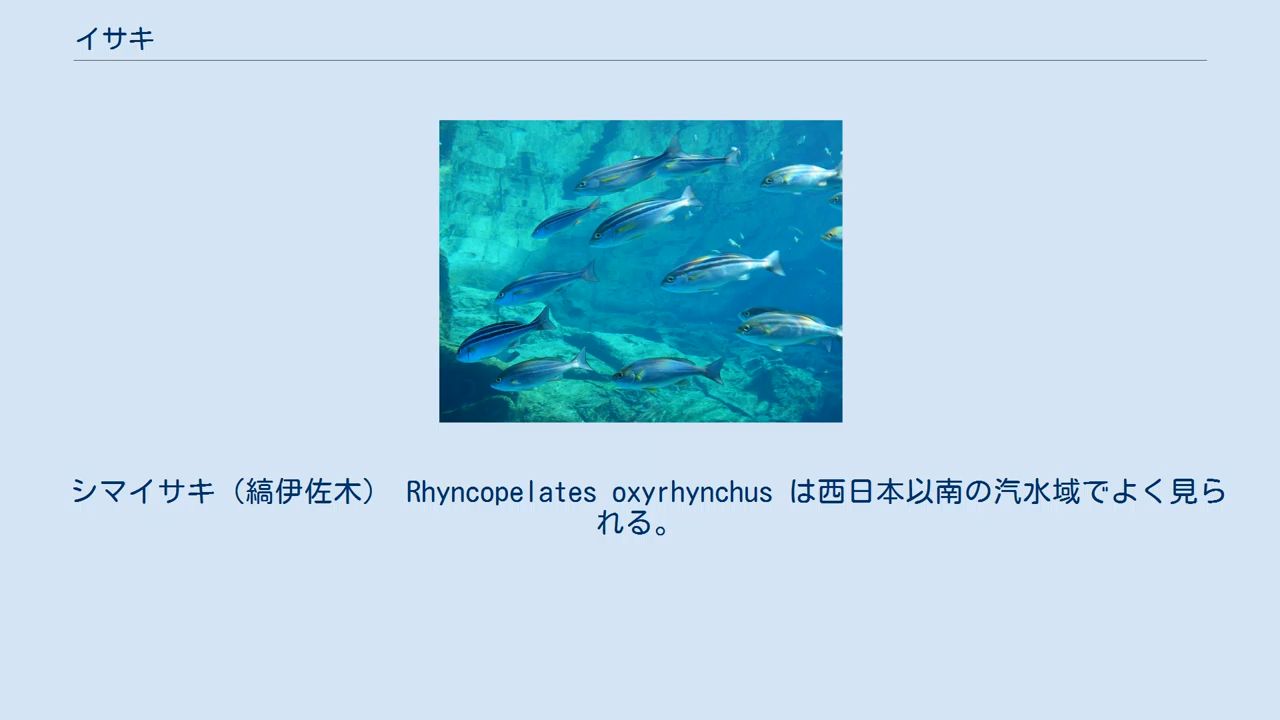 イサキ
シマイサキ（縞伊佐木） Rhyncopelates oxyrhynchus は西日本以南の汽水域でよく見ら
れる。